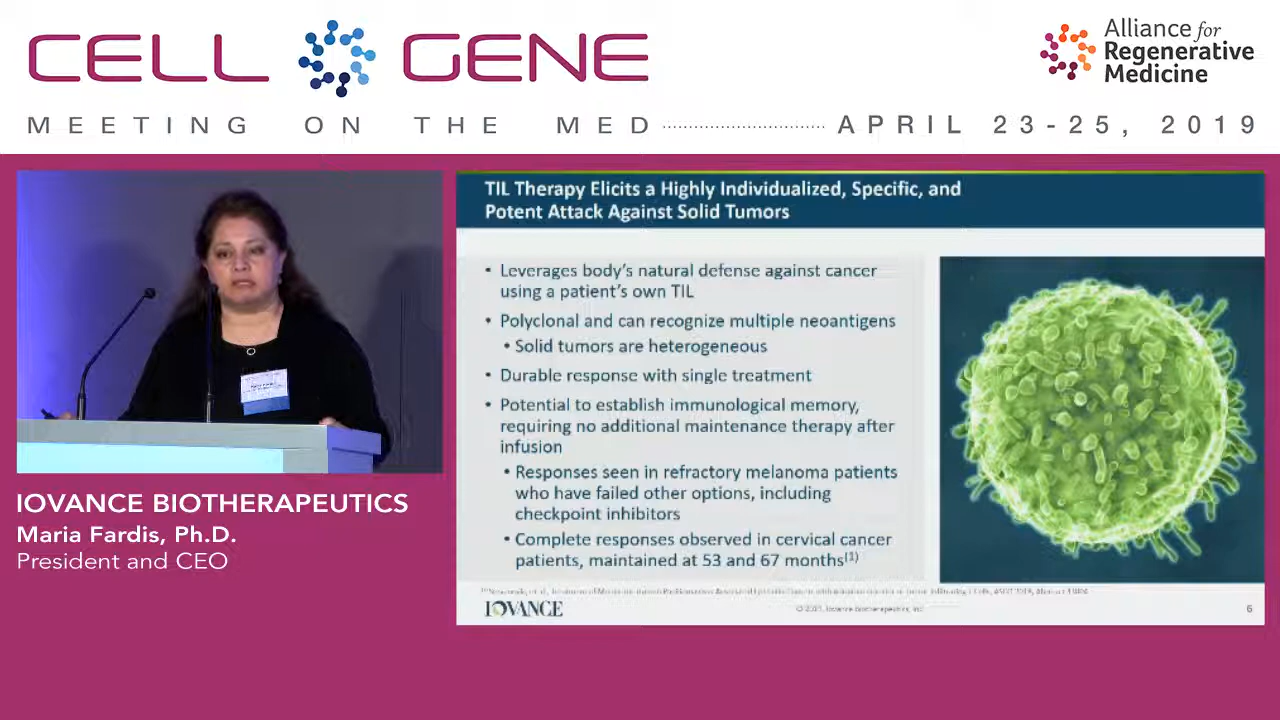 CELL GENE
MEETING ON THE MED
APRIL 23-25, 2019
Alliance for
Regenerative
Medicine
TIL Therapy Elicits a Highly Individualized, Specific, and
Potent Attack Against Solid Tumors
• Leverages body's natural defense against cancer
using a patient's own TIL
• Polyclonal and can recognize multiple neoantigens
• Solid tumors are heterogeneous
• Durable response with single treatment
• Potential to establish immunological memory,
requiring no additional maintenance therapy after
infusion
• Responses seen in refractory melanoma patients
who have failed other options, including
checkpoint inhibitors
• Complete responses observed in cervical cancer
patients, maintained at 53 and 67 months(1)
IOVANCE
Iovance Biotherapeutics, Inc
6
IOVANCE BIOTHERAPEUTICS
Maria Fardis, Ph.D.
President and CEO